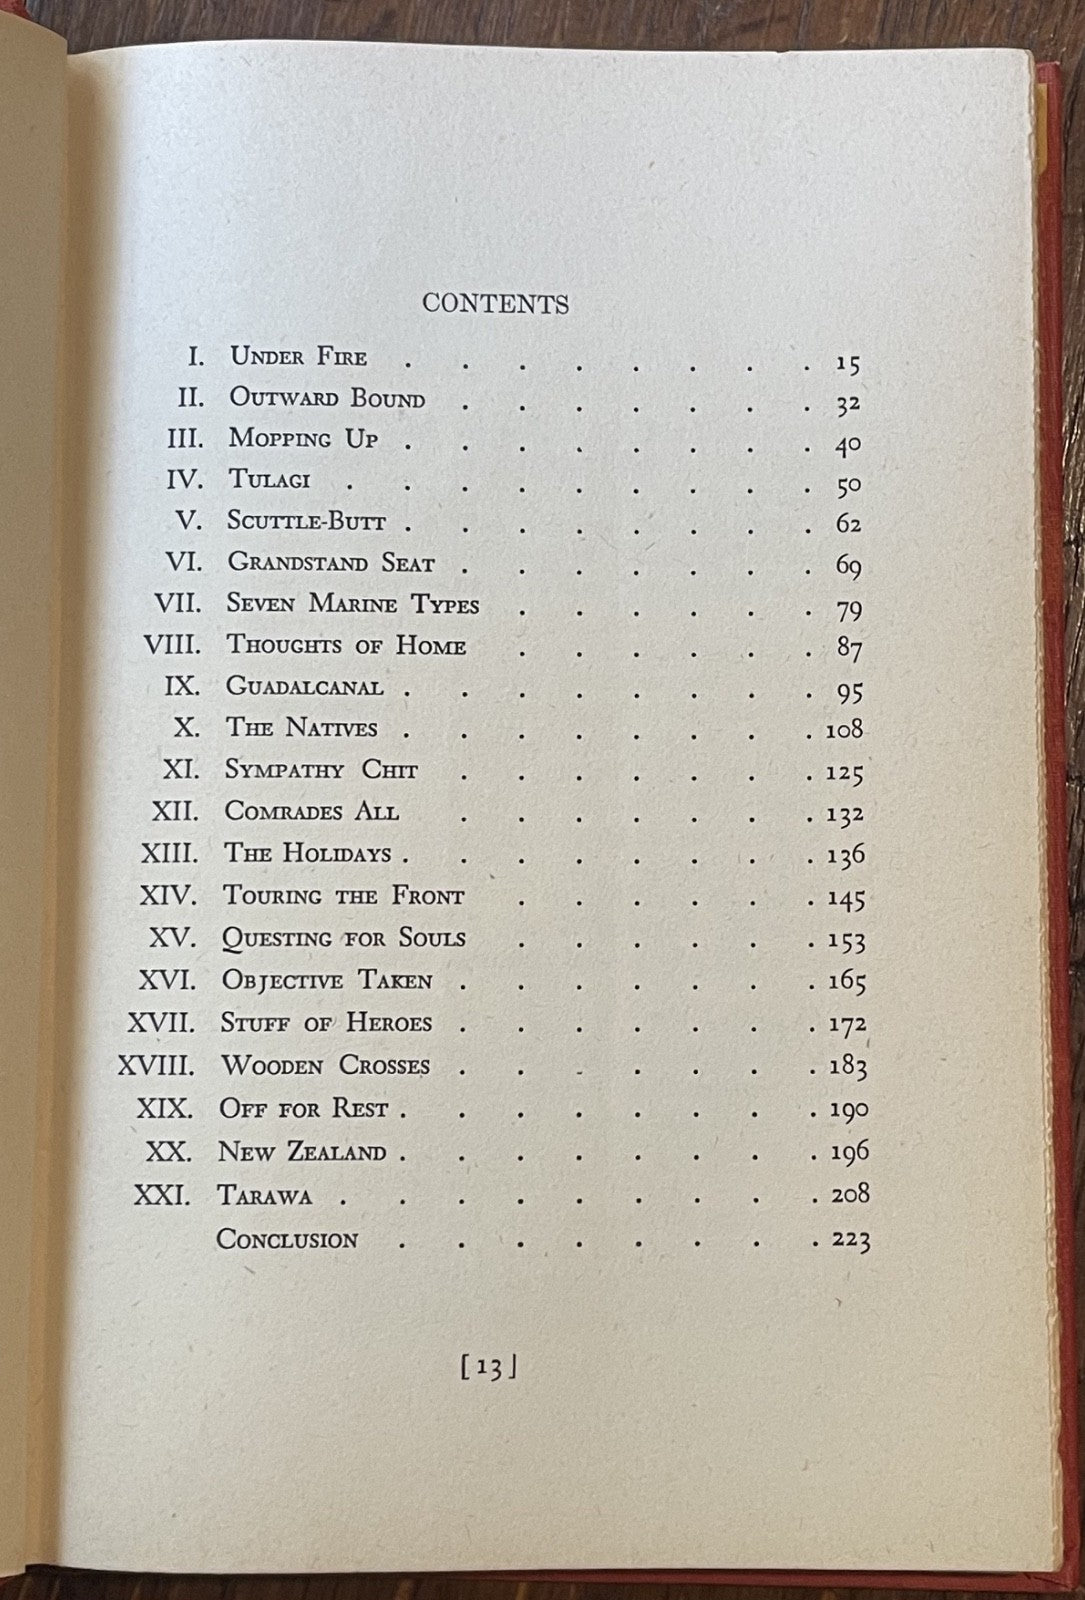 CONTENTS
I. Under Fire . . . . . . . . 15
II. Outward Bound . . . . . . . 32
III. Mopping Up . . . . . . . . 40
IV. Tulagi . . . . . . . . . 50
V. Scuttle-Butt . . . . . . . . 62
VI. Grandstand Seat . . . . . . . 69
VII. Seven Marine Types . . . . . . 79
VIII. Thoughts of Home . . . . . . 87
IX. Guadalcanal . . . . . . . . 95
X. The Natives . . . . . . . . 108
XI. Sympathy Chit . . . . . . . 125
XII. Comrades All . . . . . . . 132
XIII. The Holidays . . . . . . . . 136
XIV. Touring the Front . . . . . . 145
XV. Questing for Souls . . . . . . 153
XVI. Objective Taken . . . . . . . 165
XVII. Stuff of Heroes . . . . . . . 172
XVIII. Wooden Crosses . . . . . . . 183
XIX. Off for Rest . . . . . . . . 190
XX. New Zealand . . . . . . . . 196
XXI. Tarawa . . . . . . . . . 208
Conclusion . . . . . . . . 223
[ 13 ]